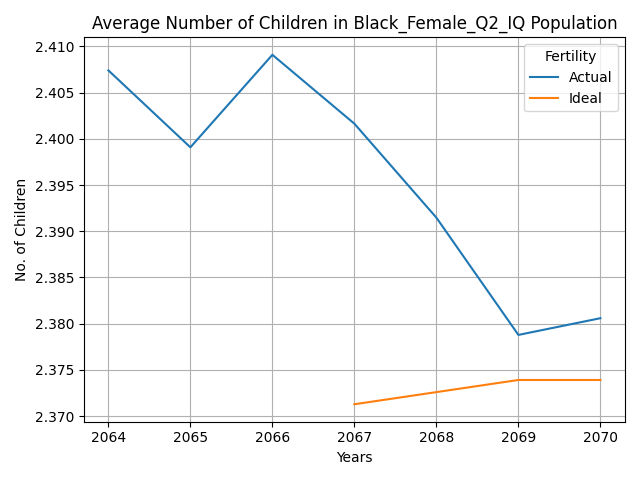 Average Number of Children in Black_Female_Q2_IQ Population
Fertility
Actual
Ideal
2.410
2.405
2.400
2.395
2.390
2.385
2.380
2.375
2.370
No. of Children
2064 2065 2066 2067 2068 2069 2070
Years